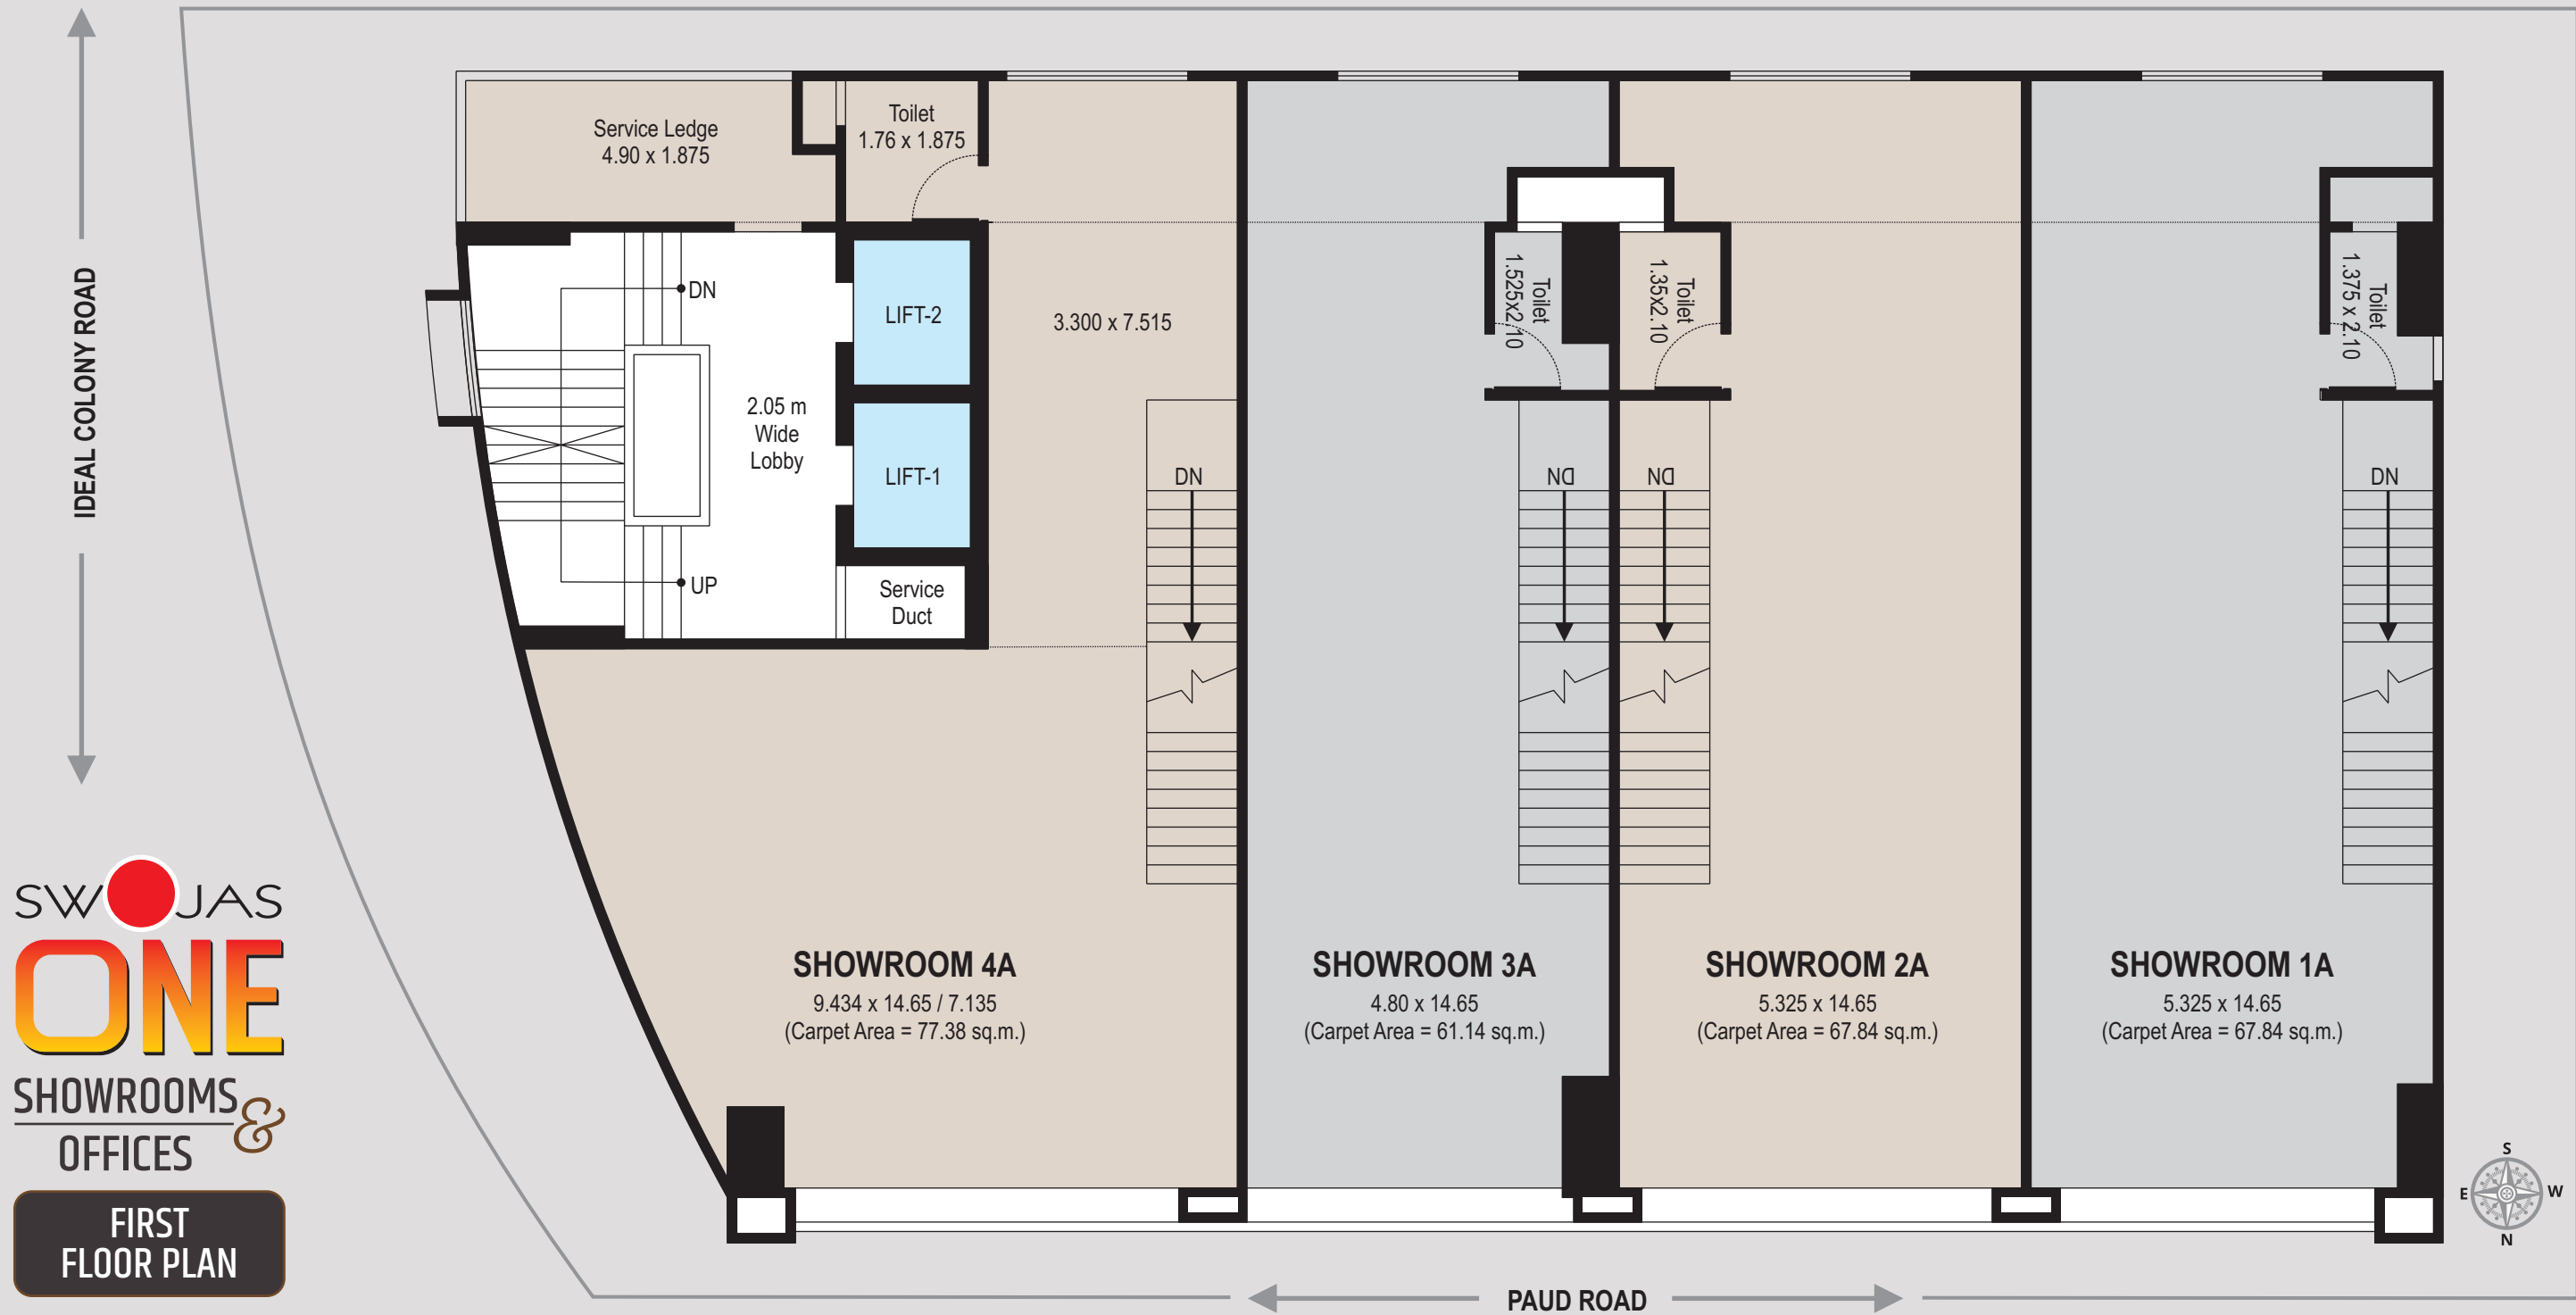 IDEAL COLONY ROAD
Service Ledge
4.90 x 1.875
Toilet
1.76 x 1.875
DN
LIFT-2
2.05 m
Wide
Lobby
LIFT-1
UP
Service
Duct
3.300 x 7.515
DN
Toilet
1.525x2.10
Toilet
1.35x2.10
Toilet
1.375 x 2.10
DN
DN
DN
SHOWROOM 4A
9.434 x 14.65 / 7.135
(Carpet Area = 77.38 sq.m.)
SHOWROOM 3A
4.80 x 14.65
(Carpet Area = 61.14 sq.m.)
SHOWROOM 2A
5.325 x 14.65
(Carpet Area = 67.84 sq.m.)
SHOWROOM 1A
5.325 x 14.65
(Carpet Area = 67.84 sq.m.)
SWOJAS
ONE
SHOWROOMS
&
OFFICES
FIRST
FLOOR PLAN
S
E
W
N
PAUD ROAD